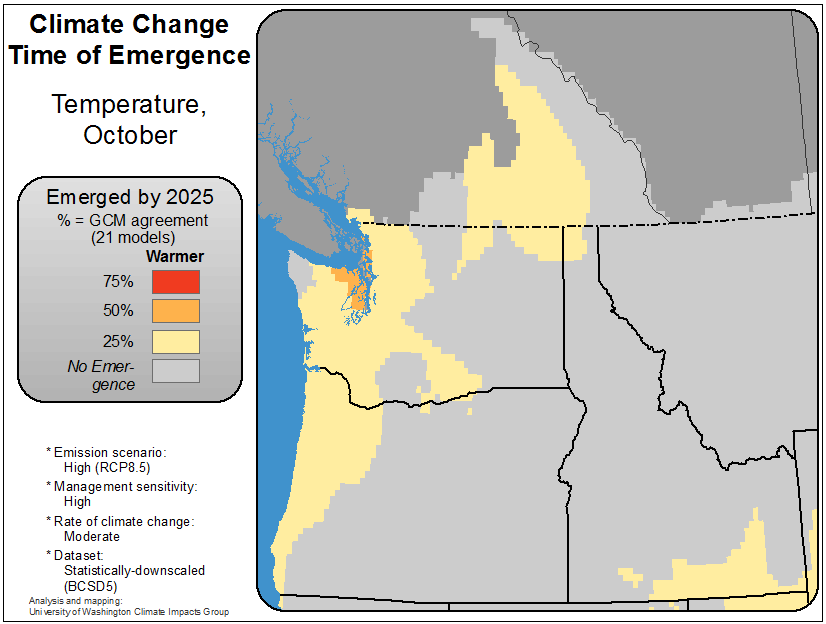 Climate Change
Time of Emergence
Temperature,
October
Emerged by 2025
% = GCM agreement
(21 models)
Warmer
75%
50%
25%
No Emer-
gence
* Emission scenario:
High (RCP8.5)
* Management sensitivity:
High
* Rate of climate change:
Moderate
* Dataset:
Statistically-downscaled
(BCSD5)
Analysis and mapping:
University of Washington Climate Impacts Group